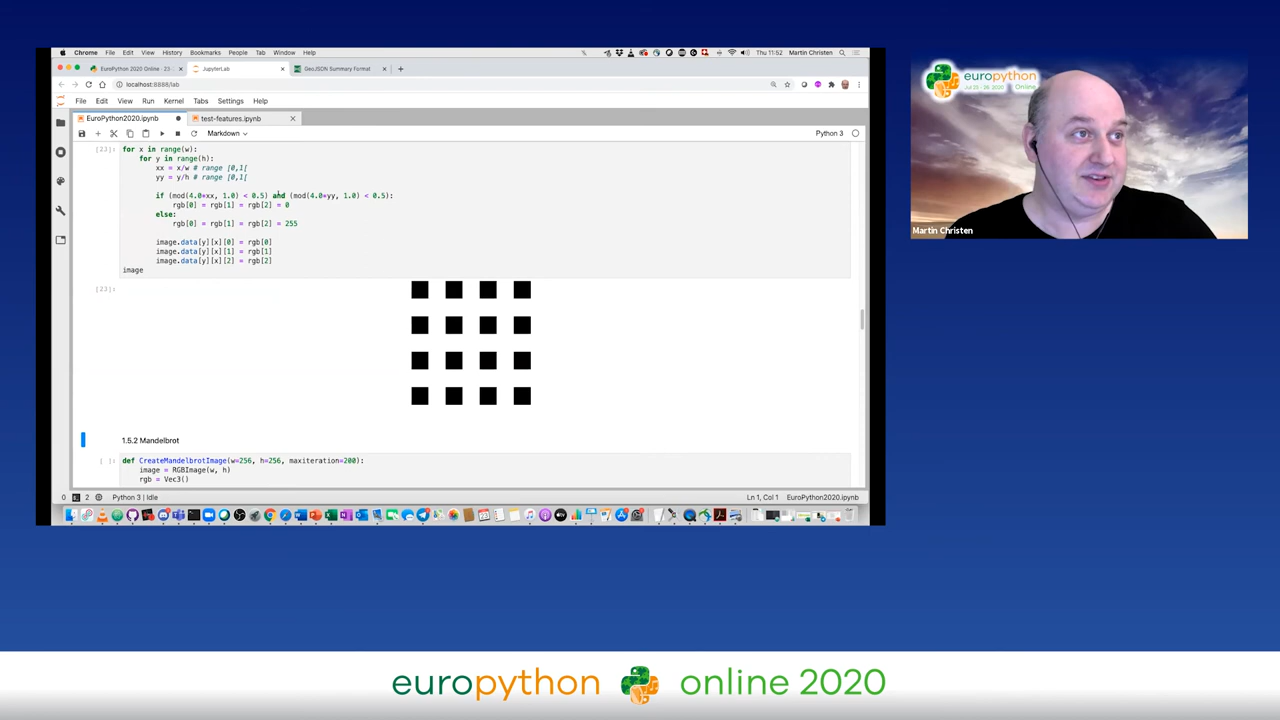 Chrome File Edit View History Bookmarks People Tab Window Help Thu 11:52 Martin Christen
EuroPython 2020 Online - 23- JupyterLab GeoJSON Summary Format
localhost:8888/lab
File Edit View Run Kernel Tabs Settings Help
EuroPython2020.ipynb test-features.ipynb
Markdown Python 3
[23]: for x in range(w):
for y in range(h):
xx = x/w # range [0,1[
yy = y/h # range [0,1[
if (mod(4.0*xx, 1.0) < 0.5) and (mod(4.0*yy, 1.0) < 0.5):
rgb[0] = rgb[1] = rgb[2] = 0
else:
rgb[0] = rgb[1] = rgb[2] = 255
image.data[y][x][0] = rgb[0]
image.data[y][x][1] = rgb[1]
image.data[y][x][2] = rgb[2]
image
[23]:
1.5.2 Mandelbrot
[ ]: def CreateMandelbrotImage(w=256, h=256, maxiteration=200):
image = RGBImage(w, h)
rgb = Vec3()
0 2 Python 3 | Idle Ln 1, Col 1 EuroPython2020.ipynb
europython
Jul 23 - 26 2020 Online
Martin Christen
europython online 2020